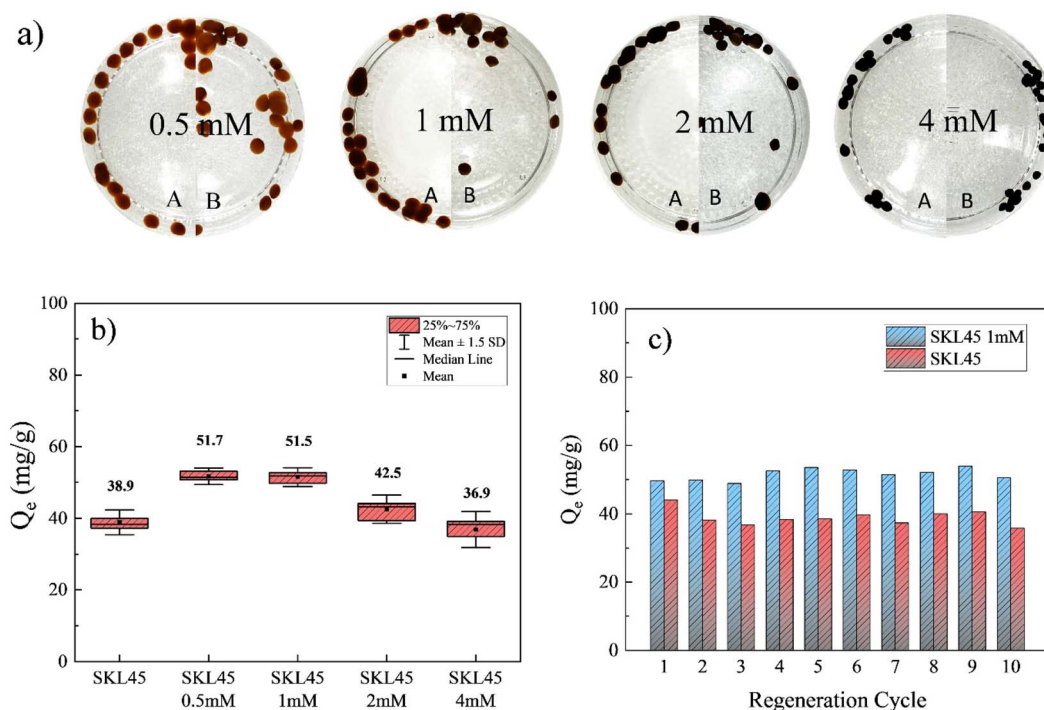 a)
0.5 mM
1 mM
2 mM
4 mM
A B
A B
A B
A B
b)
25%~75%
Mean ± 1.5 SD
Median Line
Mean
Qe (mg/g)
100
80
60
40
20
0
38.9
51.7
51.5
42.5
36.9
SKL45
SKL45 0.5mM
SKL45 1mM
SKL45 2mM
SKL45 4mM
c)
SKL45 1mM
SKL45
Qe (mg/g)
100
80
60
40
20
0
1 2 3 4 5 6 7 8 9 10
Regeneration Cycle